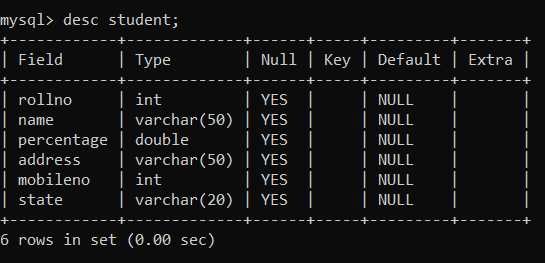 mysql> desc student;
+------------+-------------+------+-----+---------+-------+
| Field      | Type        | Null | Key | Default | Extra |
+------------+-------------+------+-----+---------+-------+
| rollno     | int         | YES  |     | NULL    |       |
| name       | varchar(50) | YES  |     | NULL    |       |
| percentage | double      | YES  |     | NULL    |       |
| address    | varchar(50) | YES  |     | NULL    |       |
| mobileno   | int         | YES  |     | NULL    |       |
| state      | varchar(20) | YES  |     | NULL    |       |
+------------+-------------+------+-----+---------+-------+
6 rows in set (0.00 sec)